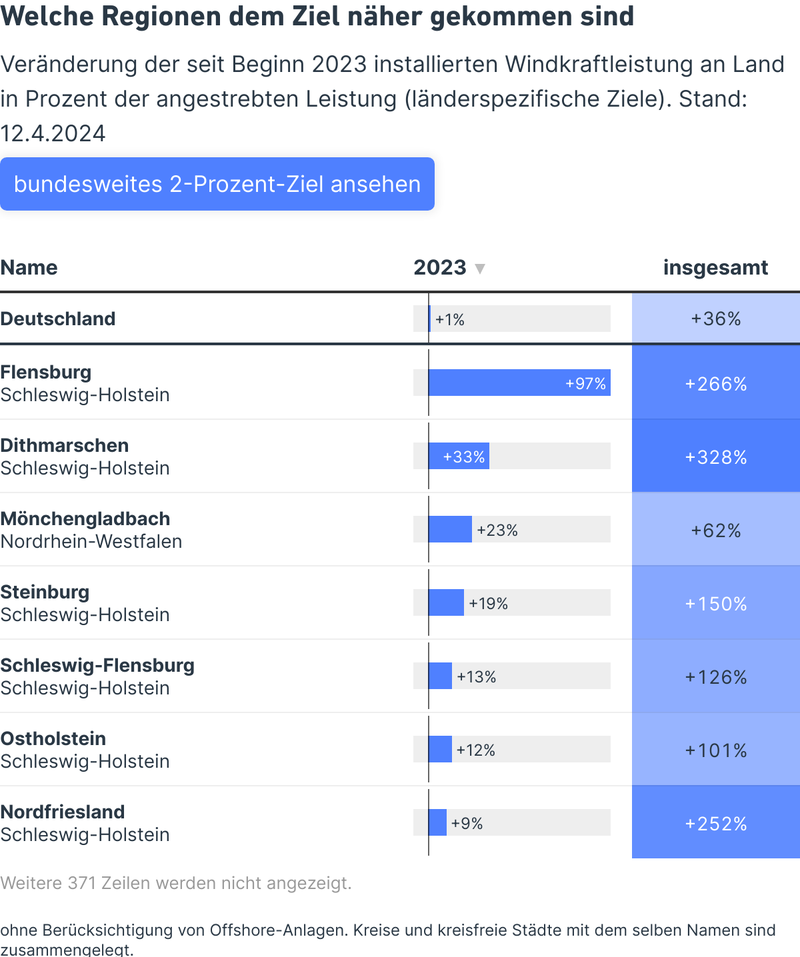 Welche Regionen dem Ziel näher gekommen sind
Veränderung der seit Beginn 2023 installierten Windkraftleistung an Land
in Prozent der angestrebten Leistung (länderspezifische Ziele). Stand:
12.4.2024
bundesweites 2-Prozent-Ziel ansehen
Name 2023 ▼ insgesamt
Deutschland +1% +36%
Flensburg
Schleswig-Holstein +97% +266%
Dithmarschen
Schleswig-Holstein +33% +328%
Mönchengladbach
Nordrhein-Westfalen +23% +62%
Steinburg
Schleswig-Holstein +19% +150%
Schleswig-Flensburg
Schleswig-Holstein +13% +126%
Ostholstein
Schleswig-Holstein +12% +101%
Nordfriesland
Schleswig-Holstein +9% +252%
Weitere 371 Zeilen werden nicht angezeigt.
ohne Berücksichtigung von Offshore-Anlagen. Kreise und kreisfreie Städte mit dem selben Namen sind
zusammengelegt.